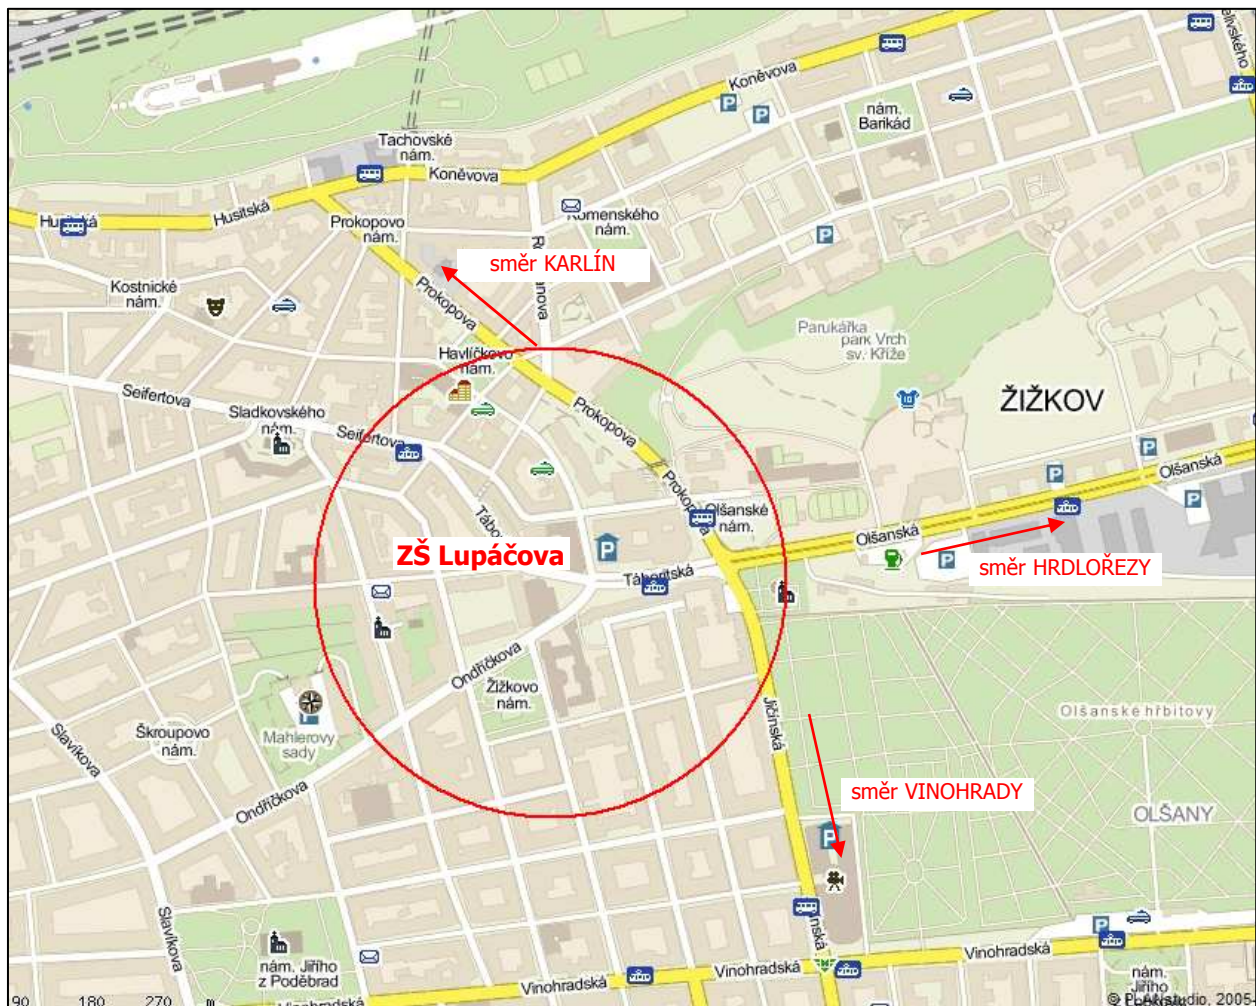 Koněvova
nám.
Barikád
Tachovské
nám.
Koněvova
Husitská
Husitská
Prokopovo
nám.
Komenského
nám.
směr KARLÍN
Kostnické
nám.
Prokopova
Parukářka
park Vrch
sv. Kříže
Havlíčkovo
nám.
ŽIŽKOV
Seifertova
Sladkovského
nám.
Seifertova
Prokopova
Olšanská
Prokopova
Olšanské
nám.
Olšanská
ZŠ Lupáčova
Táboritská
směr HRDLOŘEZY
Ondříčkova
Žižkovo
nám.
Jičínská
Olšanské hřbitovy
Škroupovo
nám.
Mahlerovy
sady
Slavíkova
Ondříčkova
směr VINOHRADY
OLŠANY
Slavíkova
nám. Jiřího
z Poděbrad
Vinohradská
Vinohradská
Vinohradská
Vinohradská
nám.
Jiřího
90 180 270 m